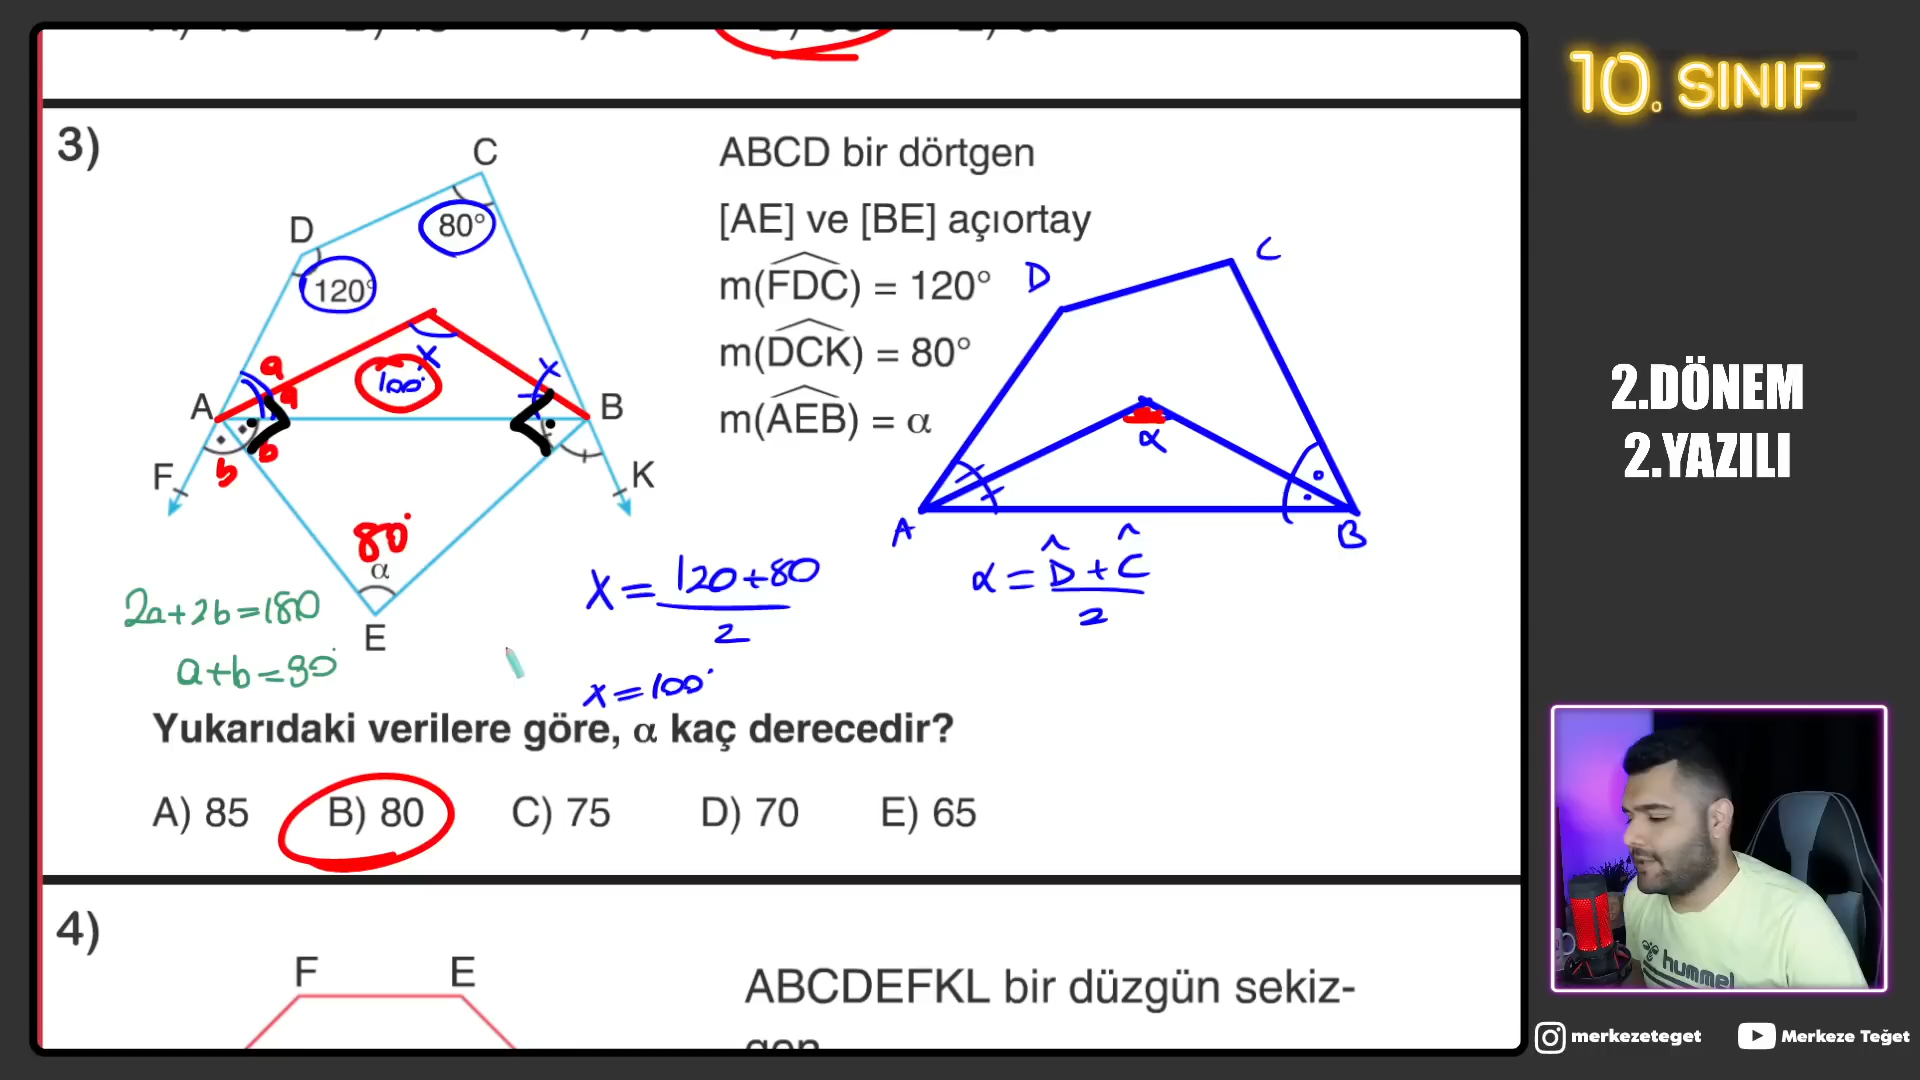 10. SINIF
3)
C
D
80°
120°
a
a
x
x
100°
A
B
b
b
F
K
80°
α
E
ABCD bir dörtgen
[AE] ve [BE] açıortay
m(FDC) = 120°
m(DCK) = 80°
m(AEB) = α
D
C
α
A
B
α = D̂ + Ĉ
2
2a+2b=180
a+b=90°
x = 120+80
2
x = 100°
Yukarıdaki verilere göre, α kaç derecedir?
A) 85 B) 80 C) 75 D) 70 E) 65
2.DÖNEM
2.YAZILI
4)
F E
ABCDEFKL bir düzgün sekiz-
hummel
merkezeteget
Merkeze Teğet